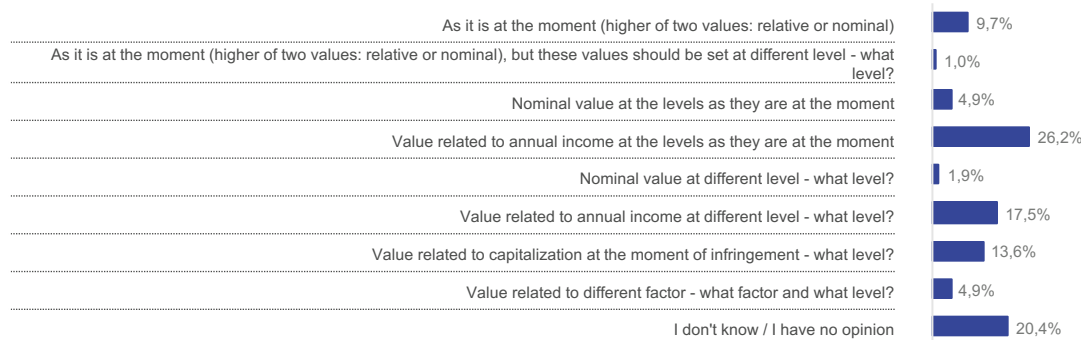 As it is at the moment (higher of two values: relative or nominal) 9,7%
As it is at the moment (higher of two values: relative or nominal), but these values should be set at different level - what
level? 1,0%
Nominal value at the levels as they are at the moment 4,9%
Value related to annual income at the levels as they are at the moment 26,2%
Nominal value at different level - what level? 1,9%
Value related to annual income at different level - what level? 17,5%
Value related to capitalization at the moment of infringement - what level? 13,6%
Value related to different factor - what factor and what level? 4,9%
I don't know / I have no opinion 20,4%